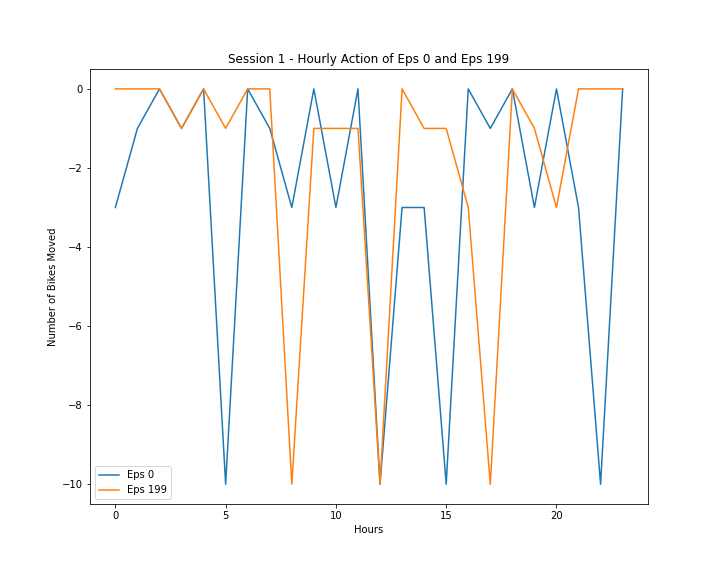 Session 1 - Hourly Action of Eps 0 and Eps 199
Number of Bikes Moved
0
−2
−4
−6
−8
−10
Eps 0
Eps 199
0 5 10 15 20
Hours